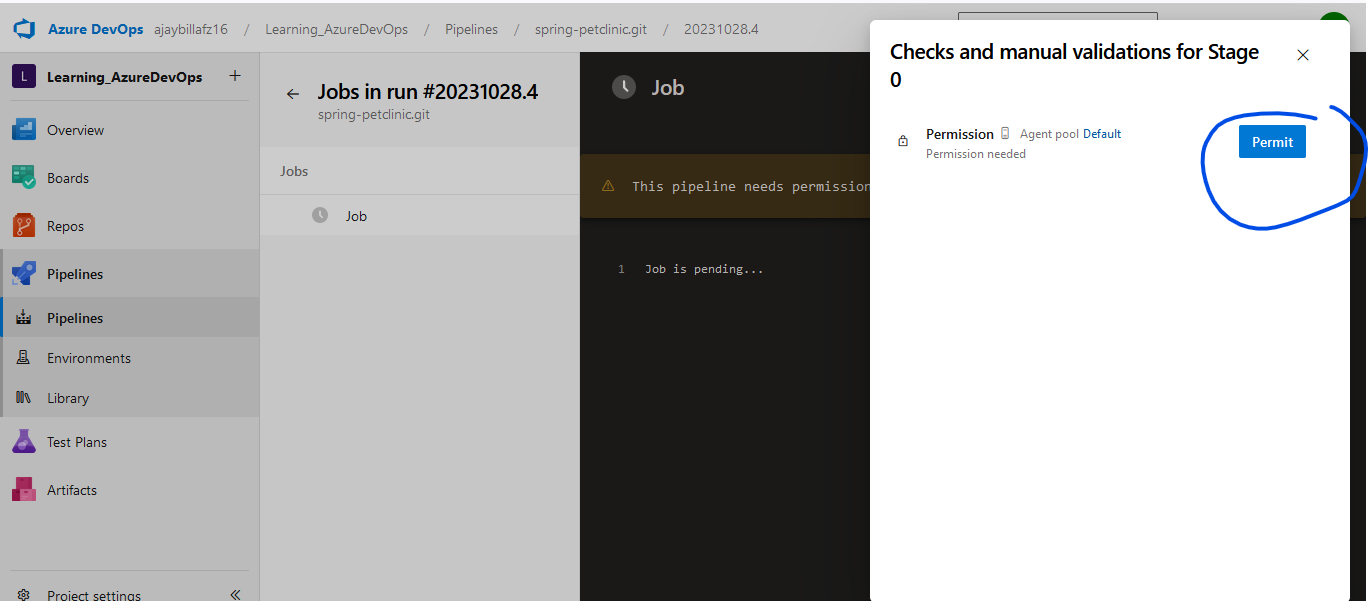 Azure DevOps ajaybillafz16 / Learning_AzureDevOps / Pipelines / spring-petclinic.git / 20231028.4
L Learning_AzureDevOps +
Overview
Boards
Repos
Pipelines
Pipelines
Environments
Library
Test Plans
Artifacts
Project settings
Jobs in run #20231028.4
spring-petclinic.git
Jobs
Job
Job
This pipeline needs permission
1 Job is pending...
Checks and manual validations for Stage
0
Permission Agent pool Default
Permission needed
Permit